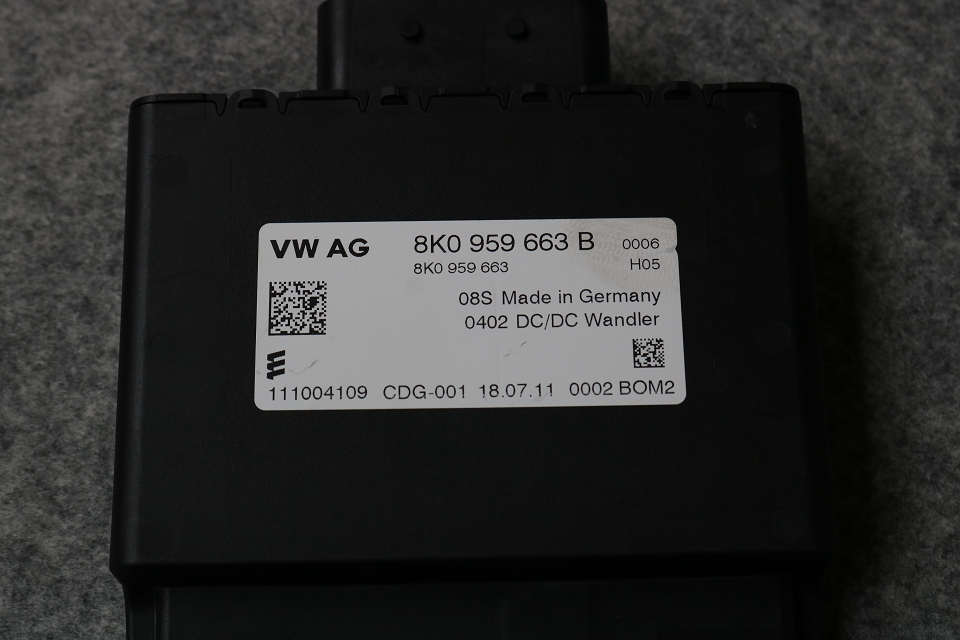 VW AG 8K0 959 663 B 0006
8K0 959 663 H05
08S Made in Germany
0402 DC/DC Wandler
111004109 CDG-001 18.07.11 0002 BOM2